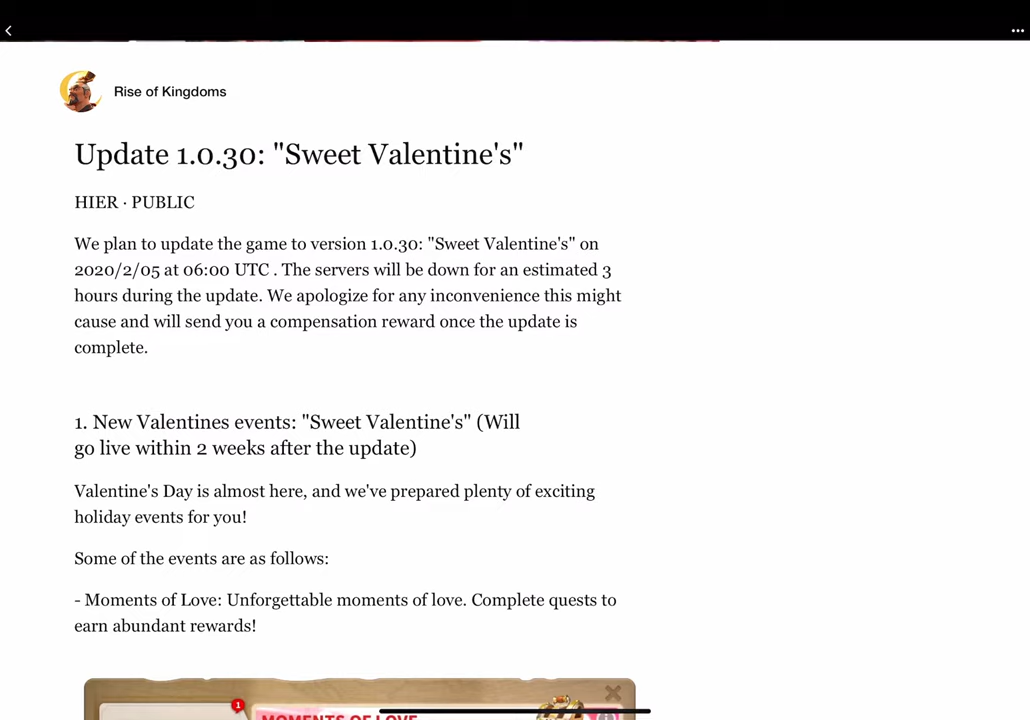 Rise of Kingdoms
Update 1.0.30: "Sweet Valentine's"
HIER · PUBLIC
We plan to update the game to version 1.0.30: "Sweet Valentine's" on
2020/2/05 at 06:00 UTC . The servers will be down for an estimated 3
hours during the update. We apologize for any inconvenience this might
cause and will send you a compensation reward once the update is
complete.
1. New Valentines events: "Sweet Valentine's" (Will
go live within 2 weeks after the update)
Valentine's Day is almost here, and we've prepared plenty of exciting
holiday events for you!
Some of the events are as follows:
- Moments of Love: Unforgettable moments of love. Complete quests to
earn abundant rewards!
1
MOMENTS OF LOVE